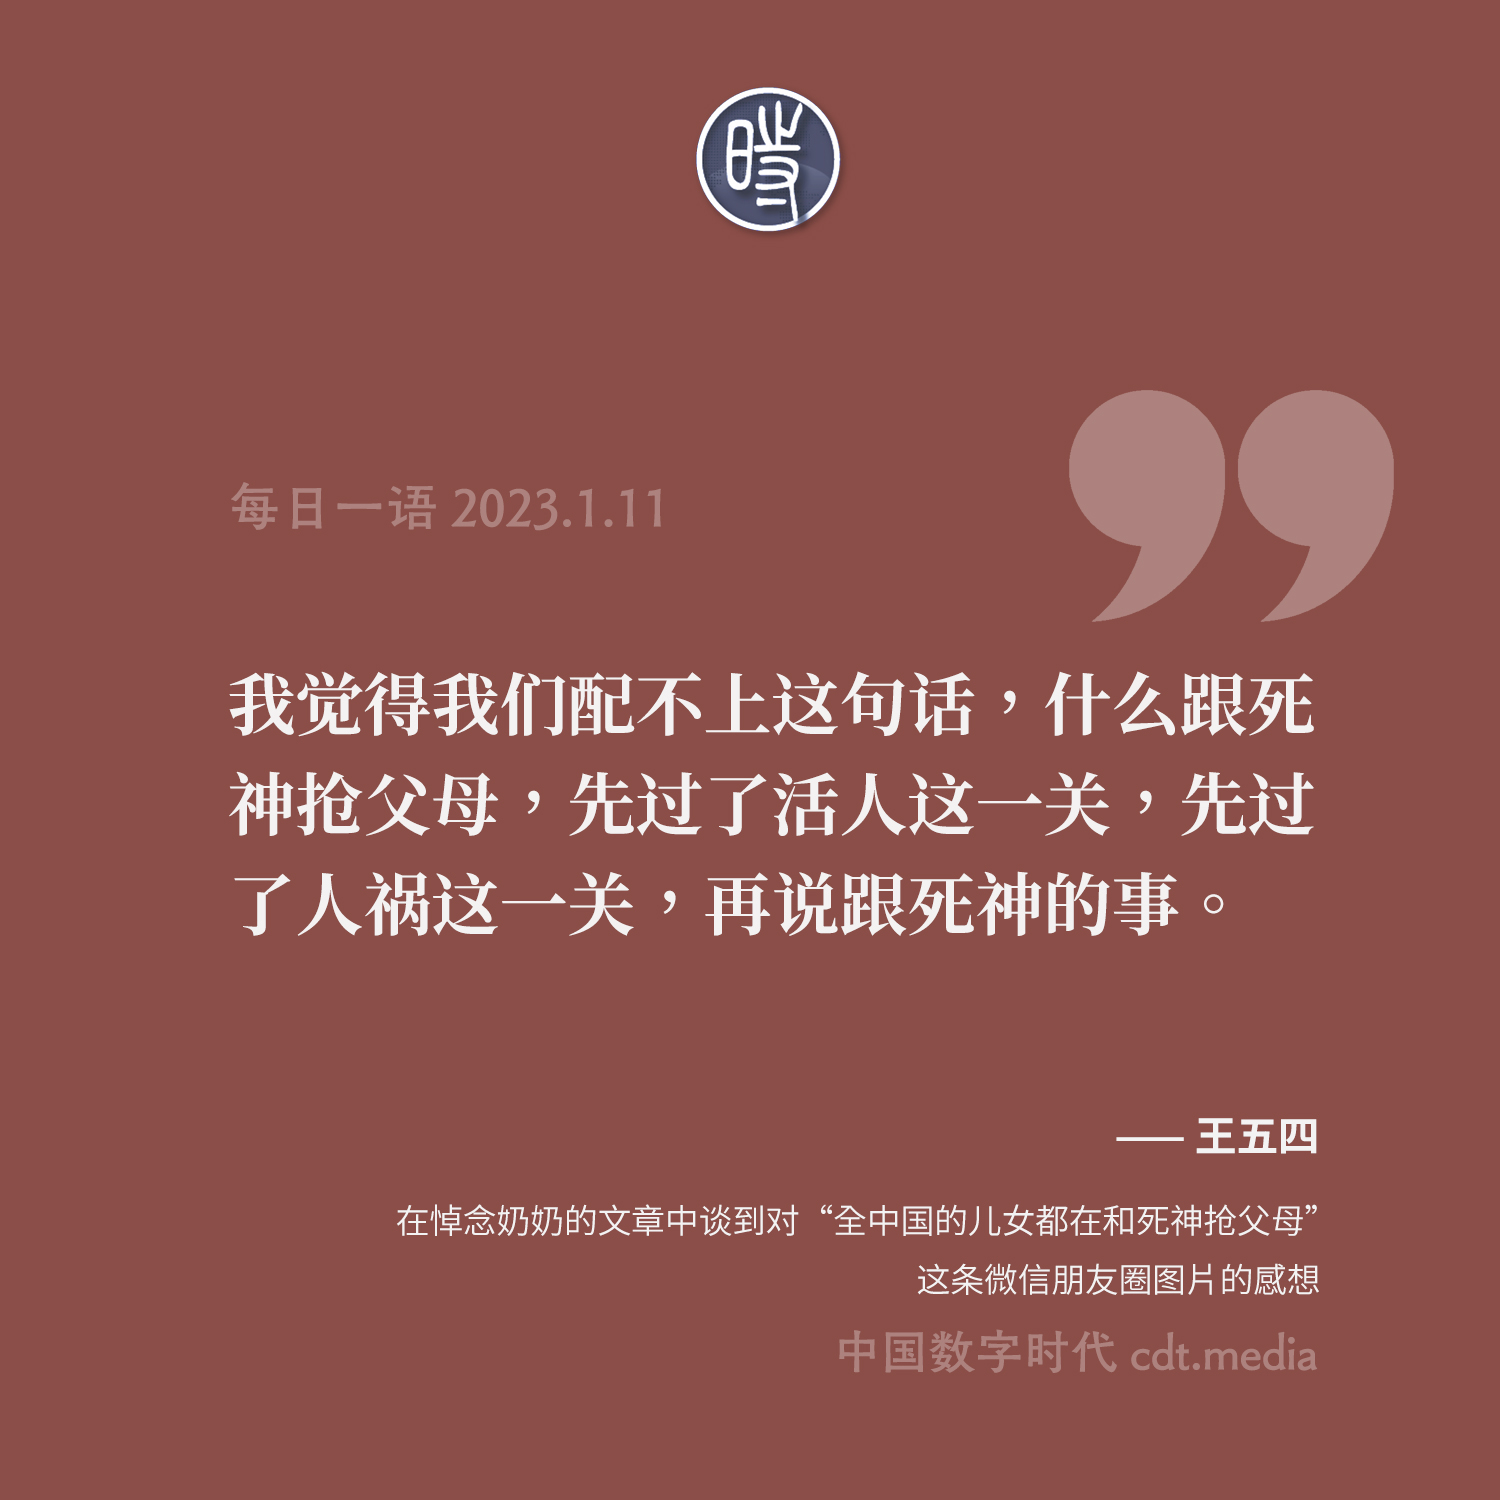 時
每日一语 2023.1.11
我觉得我们配不上这句话，什么跟死
神抢父母，先过了活人这一关，先过
了人祸这一关，再说跟死神的事。
—— 王五四
在悼念奶奶的文章中谈到对“全中国的儿女都在和死神抢父母”
这条微信朋友圈图片的感想
中国数字时代 cdt.media